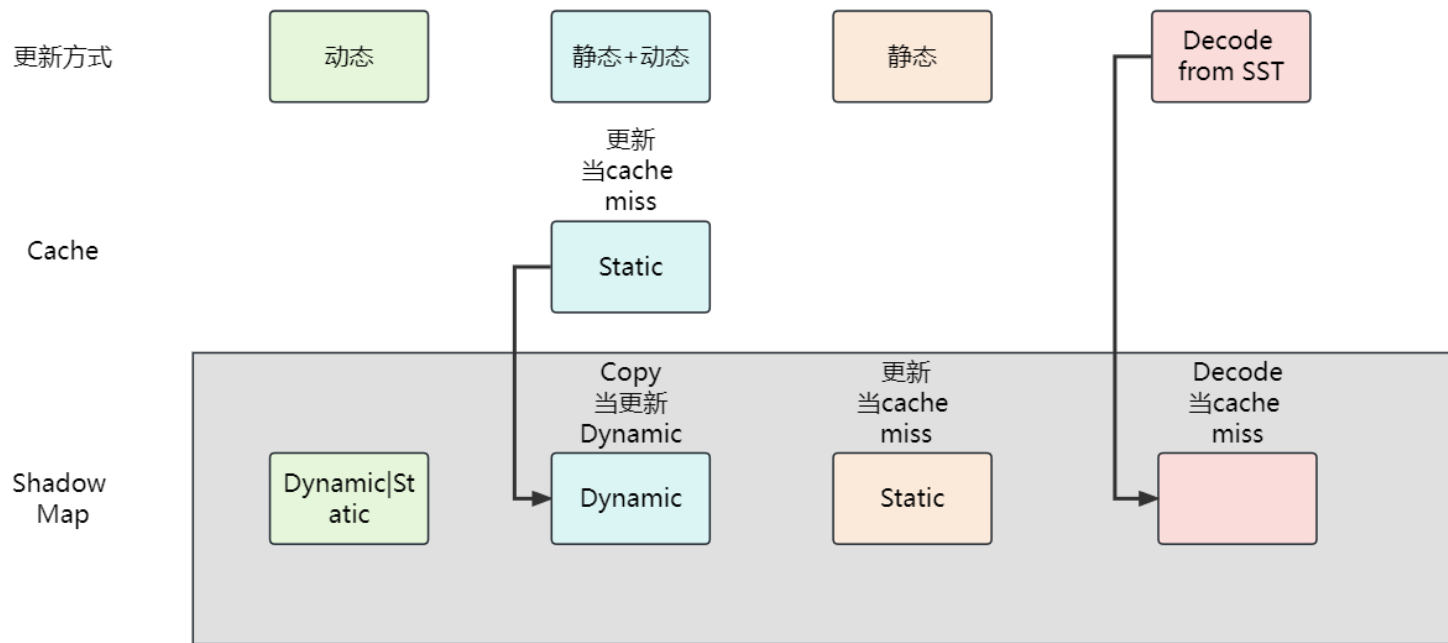 更新方式
动态
静态+动态
静态
Decode
from SST
更新
当cache
miss
Cache
Static
Copy
当更新
Dynamic
更新
当cache
miss
Decode
当cache
miss
Shadow
Map
Dynamic|St
atic
Dynamic
Static